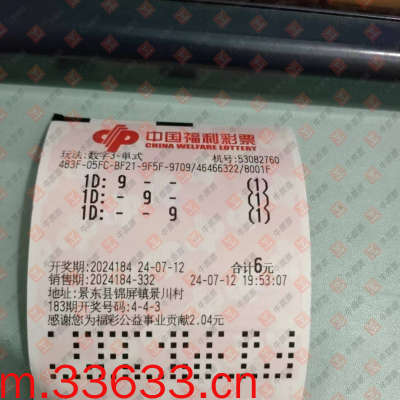 中国福利彩票
CHINA WELFARE LOTTERY
玩法:数字3-单式 机号:53082760
483F-05FC-BF21-9F5F-9709/46466322/8001F
1D: 9 - - (1)
1D: - 9 - (1)
1D: - - 9 (1)
开奖期:2024184 24-07-12 合计6元
销售期:2024184-332 24-07-12 19:53:07
地址:景东县锦屏镇景川村
183期开奖号码:4-4-3
感谢您为福彩公益事业贡献2.04元
m.33633.cn